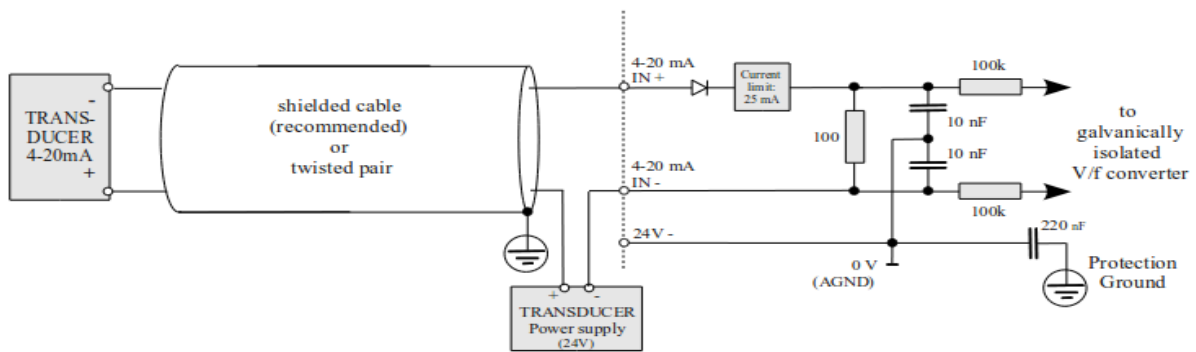 -
TRANS-
DUCER
4-20mA
+
shielded cable
(recommended)
or
twisted pair
4-20 mA
IN +
Current
limit:
25 mA
100k
100
10 nF
10 nF
to
galvanically
isolated
V/f converter
4-20 mA
IN -
100k
24V -
220 nF
0 V
(AGND)
Protection
Ground
+ -
TRANSDUCER
Power supply
(24V)